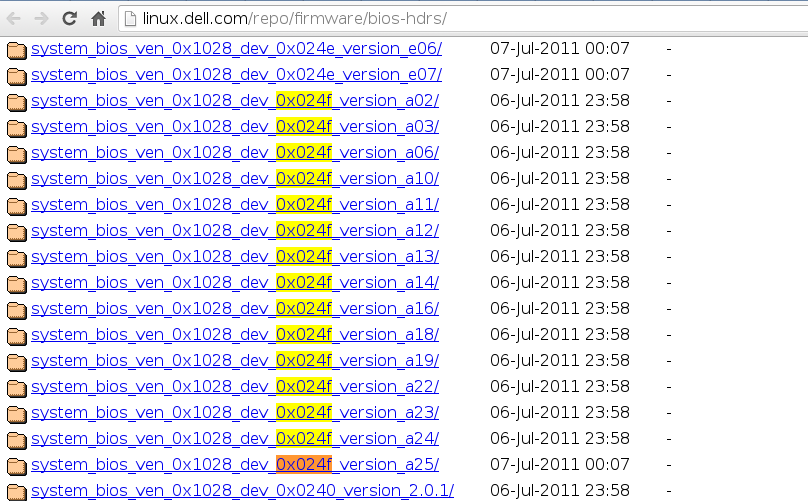 linux.dell.com/repo/firmware/bios-hdrs/
system_bios_ven_0x1028_dev_0x024e_version_e06/ 07-Jul-2011 00:07 -
system_bios_ven_0x1028_dev_0x024e_version_e07/ 07-Jul-2011 00:07 -
system_bios_ven_0x1028_dev_0x024f_version_a02/ 06-Jul-2011 23:58 -
system_bios_ven_0x1028_dev_0x024f_version_a03/ 06-Jul-2011 23:58 -
system_bios_ven_0x1028_dev_0x024f_version_a06/ 06-Jul-2011 23:58 -
system_bios_ven_0x1028_dev_0x024f_version_a10/ 06-Jul-2011 23:58 -
system_bios_ven_0x1028_dev_0x024f_version_a11/ 06-Jul-2011 23:58 -
system_bios_ven_0x1028_dev_0x024f_version_a12/ 06-Jul-2011 23:58 -
system_bios_ven_0x1028_dev_0x024f_version_a13/ 06-Jul-2011 23:58 -
system_bios_ven_0x1028_dev_0x024f_version_a14/ 06-Jul-2011 23:58 -
system_bios_ven_0x1028_dev_0x024f_version_a16/ 06-Jul-2011 23:58 -
system_bios_ven_0x1028_dev_0x024f_version_a18/ 06-Jul-2011 23:58 -
system_bios_ven_0x1028_dev_0x024f_version_a19/ 06-Jul-2011 23:58 -
system_bios_ven_0x1028_dev_0x024f_version_a22/ 06-Jul-2011 23:58 -
system_bios_ven_0x1028_dev_0x024f_version_a23/ 06-Jul-2011 23:58 -
system_bios_ven_0x1028_dev_0x024f_version_a24/ 06-Jul-2011 23:58 -
system_bios_ven_0x1028_dev_0x024f_version_a25/ 07-Jul-2011 00:07 -
system_bios_ven_0x1028_dev_0x0240_version_2.0.1/ 06-Jul-2011 23:58 -